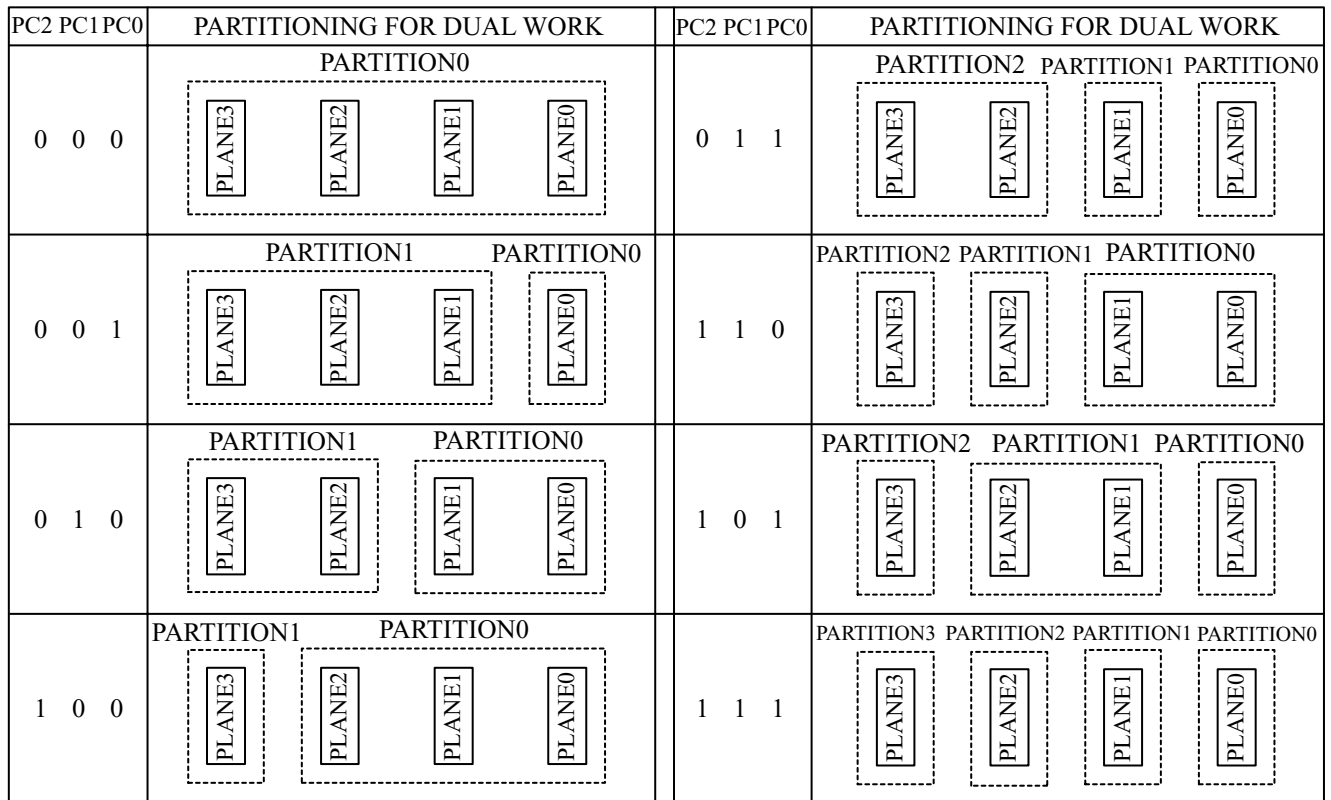 PC2 PC1 PC0 PARTITIONING FOR DUAL WORK PC2 PC1 PC0 PARTITIONING FOR DUAL WORK
PARTITION0
0 0 0
PLANE3 PLANE2 PLANE1 PLANE0
PARTITION2 PARTITION1 PARTITION0
0 1 1
PLANE3 PLANE2 PLANE1 PLANE0
PARTITION1 PARTITION0
0 0 1
PLANE3 PLANE2 PLANE1 PLANE0
PARTITION2 PARTITION1 PARTITION0
1 1 0
PLANE3 PLANE2 PLANE1 PLANE0
PARTITION1 PARTITION0
0 1 0
PLANE3 PLANE2 PLANE1 PLANE0
PARTITION2 PARTITION1 PARTITION0
1 0 1
PLANE3 PLANE2 PLANE1 PLANE0
PARTITION1 PARTITION0
1 0 0
PLANE3 PLANE2 PLANE1 PLANE0
PARTITION3 PARTITION2 PARTITION1 PARTITION0
1 1 1
PLANE3 PLANE2 PLANE1 PLANE0